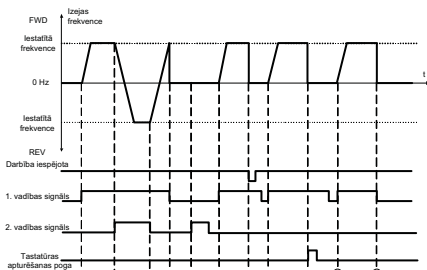 FWD
Izejas
frekvence
Iestatītā
frekvence
0 Hz
t
Iestatītā
frekvence
REV
Darbība iespējota
1. vadības signāls
2. vadības signāls
Tastatūras
apturēšanas poga